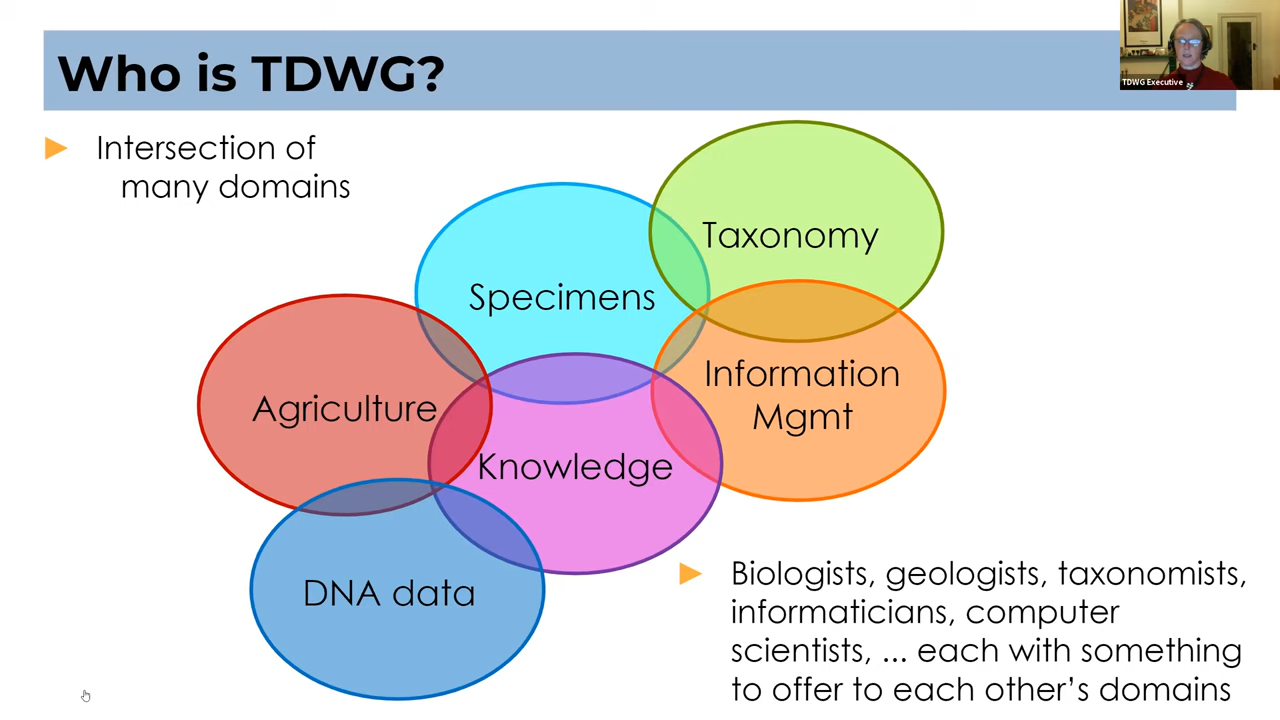 Who is TDWG?
TDWG Executive
Intersection of
many domains
Taxonomy
Specimens
Information
Mgmt
Agriculture
Knowledge
DNA data
Biologists, geologists, taxonomists,
informaticians, computer
scientists, ... each with something
to offer to each other’s domains